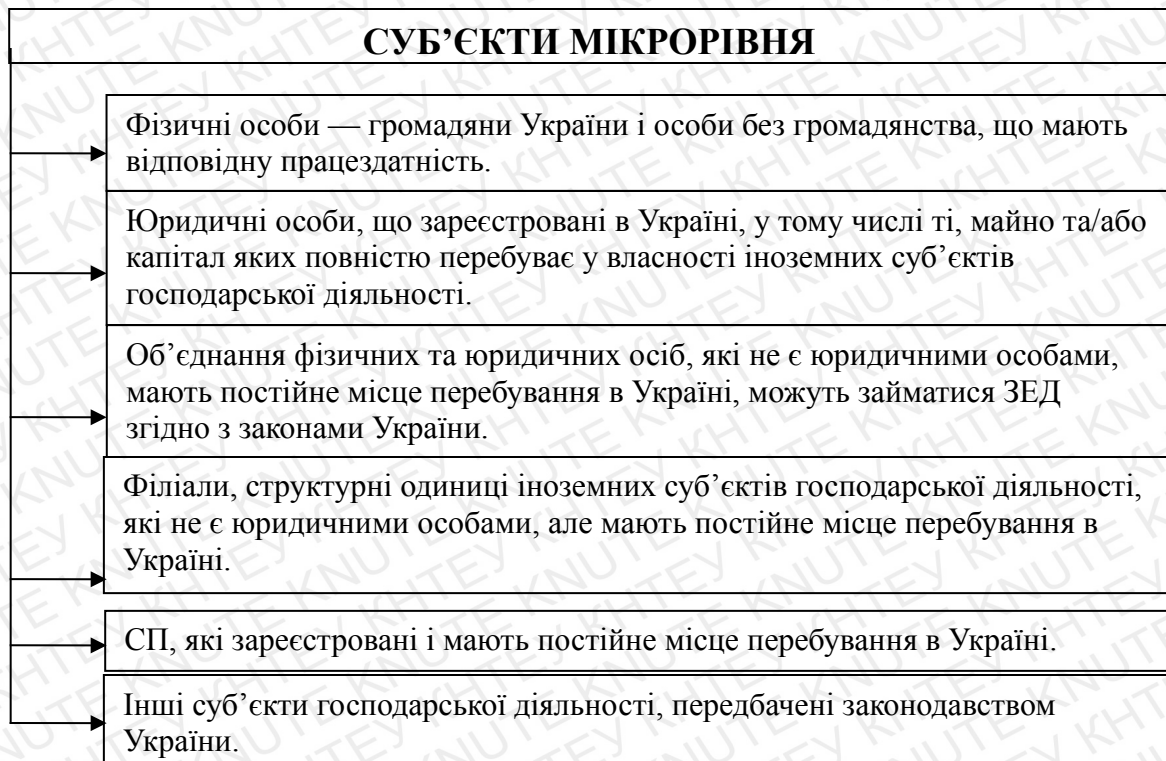 СУБ’ЄКТИ МІКРОРІВНЯ
Фізичні особи — громадяни України і особи без громадянства, що мають
відповідну працездатність.
Юридичні особи, що зареєстровані в Україні, у тому числі ті, майно та/або
капітал яких повністю перебуває у власності іноземних суб’єктів
господарської діяльності.
Об’єднання фізичних та юридичних осіб, які не є юридичними особами,
мають постійне місце перебування в Україні, можуть займатися ЗЕД
згідно з законами України.
Філіали, структурні одиниці іноземних суб’єктів господарської діяльності,
які не є юридичними особами, але мають постійне місце перебування в
Україні.
СП, які зареєстровані і мають постійне місце перебування в Україні.
Інші суб’єкти господарської діяльності, передбачені законодавством
України.